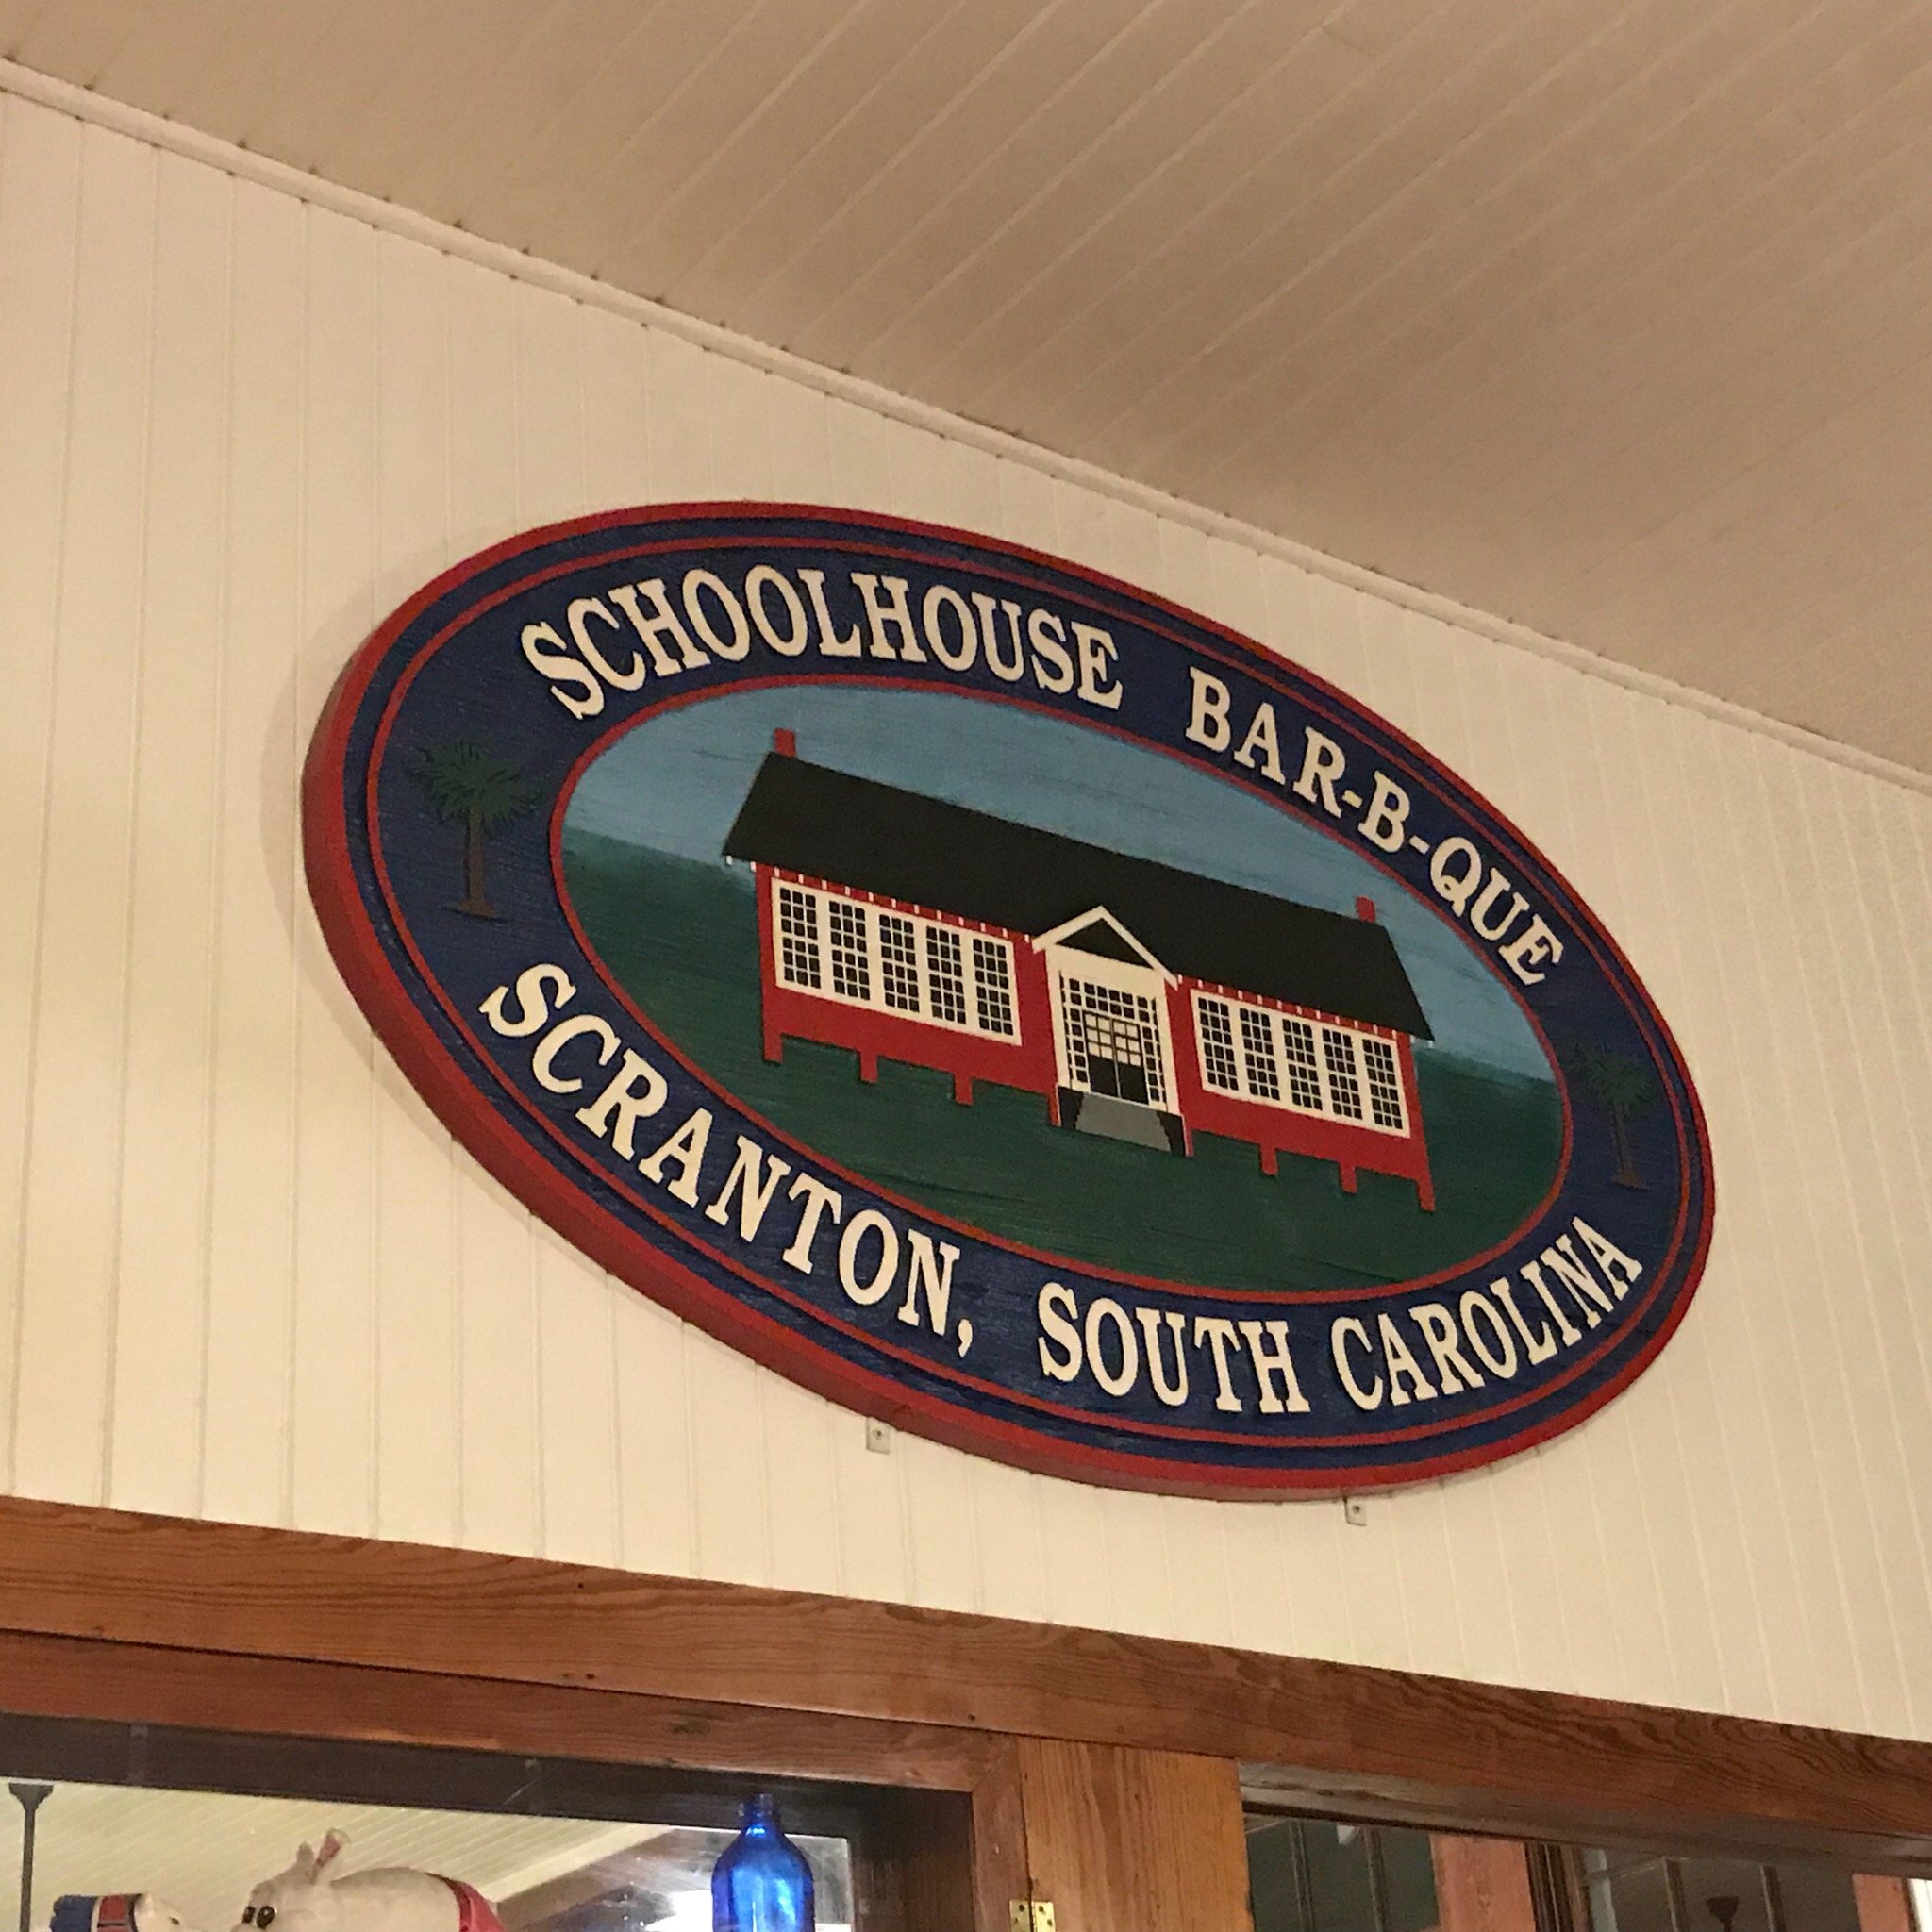 SCHOOLHOUSE BAR-B-QUE
SCRANTON, SOUTH CAROLINA